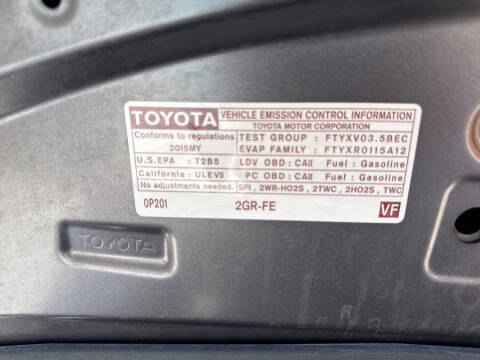 TOYOTA VEHICLE EMISSION CONTROL INFORMATION
TOYOTA MOTOR CORPORATION
Conforms to regulations TEST GROUP : FTYXV03.5BEC
2015MY EVAP FAMILY : FTYXR0115A12
U.S.EPA : T2B5 LDV OBD : CAII Fuel : Gasoline
California : ULEVII PC OBD : CAII Fuel : Gasoline
No adjustments needed. SFI, 2WR-HO2S, 2TWC, 2HO2S, TWC
0P201 2GR-FE VF
TOYOTA